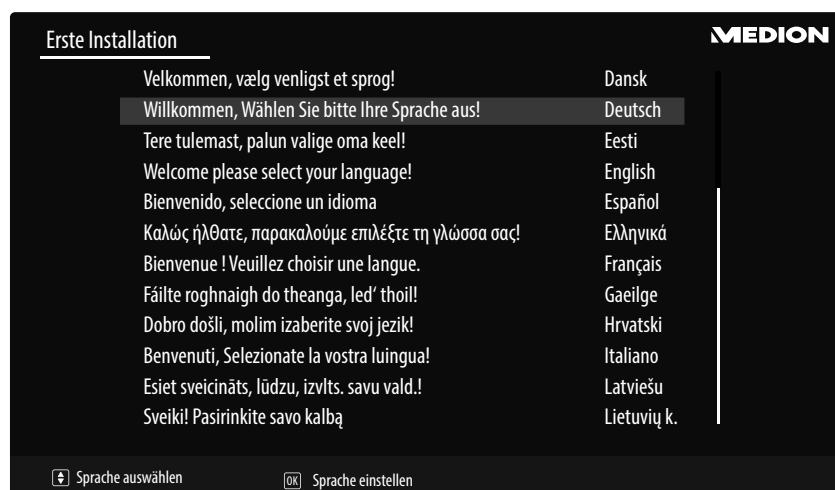 Erste Installation MEDION
Velkommen, vælg venligst et sprog! Dansk
Willkommen, Wählen Sie bitte Ihre Sprache aus! Deutsch
Tere tulemast, palun valige oma keel! Eesti
Welcome please select your language! English
Bienvenido, seleccione un idioma Español
Καλώς ήλθατε, παρακαλούμε επιλέξτε τη γλώσσα σας! Ελληνικά
Bienvenue ! Veuillez choisir une langue. Français
Fáilte roghnaigh do theanga, led‘ thoil! Gaeilge
Dobro došli, molim izaberite svoj jezik! Hrvatski
Benvenuti, Selezionate la vostra luingua! Italiano
Esiet sveicināts, lūdzu, izvlts. savu vald.! Latviešu
Sveiki! Pasirinkite savo kalbą Lietuvių k.
Sprache auswählen OK Sprache einstellen